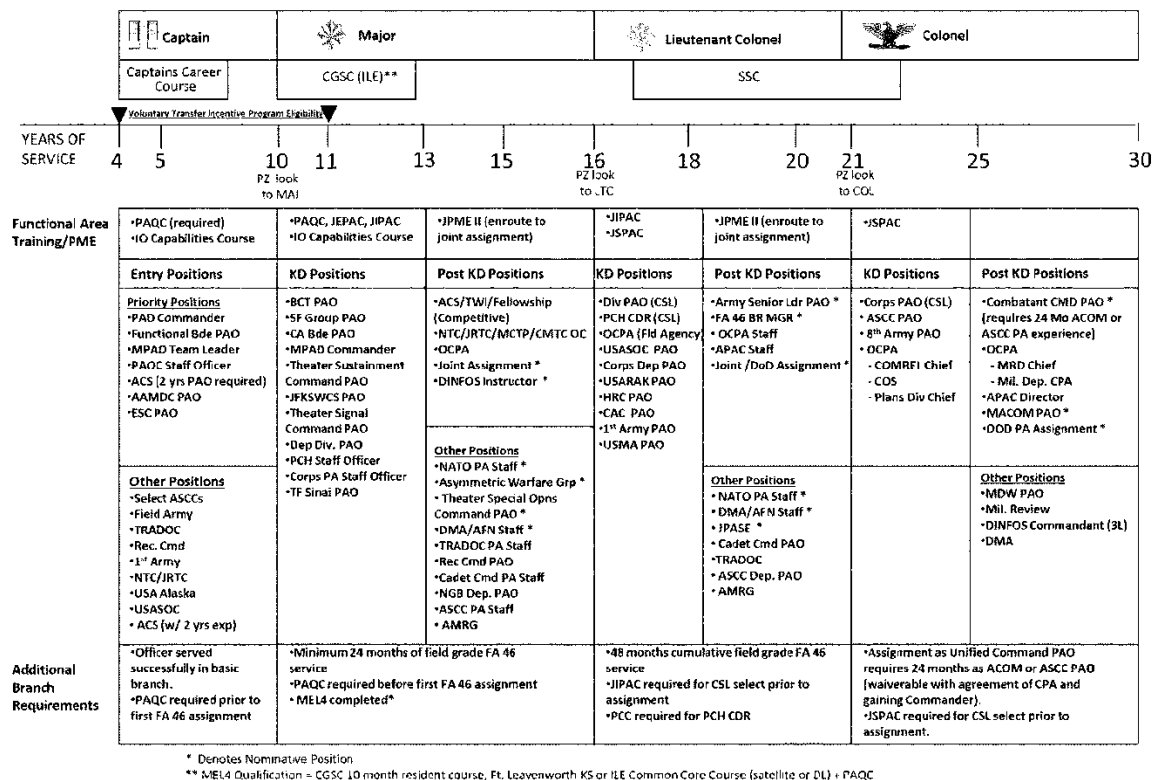 Captain
Major
Lieutenant Colonel
Colonel
Captains Career
Course
CGSC (ILE)**
SSC
Voluntary Transfer Incentive Program Eligibility
YEARS OF
SERVICE
4 5 10 11 13 15 16 18 20 21 25 30
PZ look
to MAJ
PZ look
to LTC
PZ look
to COL
Functional Area
Training/PME
•PAQC (required)
•IO Capabilities Course
•PAQC, JEPAC, JIPAC
•IO Capabilities Course
•JPME II (enroute to
joint assignment)
•JIPAC
•JSPAC
•JPME II (enroute to
joint assignment)
•JSPAC
Entry Positions
Priority Positions
•PAD Commander
•Functional Bde PAO
•MPAD Team Leader
•PAOC Staff Officer
•ACS (2 yrs PAO required)
•AAMDC PAO
•ESC PAO
Other Positions
•Select ASCCs
•Field Army
•TRADOC
•Rec. Cmd
•1st Army
•NTC/JRTC
•USA Alaska
•USASOC
• ACS (w/ 2 yrs exp)
KD Positions
•BCT PAO
•SF Group PAO
•CA Bde PAO
•MPAD Commander
•Theater Sustainment
Command PAO
•JFKSWCS PAO
•Theater Signal
Command PAO
•Dep Div. PAO
•PCH Staff Officer
•Corps PA Staff Officer
•TF Sinai PAO
Post KD Positions
•ACS/TWI/Fellowship
(Competitive)
•NTC/JRTC/MCTP/CMTC OC
•OCPA
•Joint Assignment *
•DINFOS Instructor *
Other Positions
•NATO PA Staff *
•Asymmetric Warfare Grp *
• Theater Special Opns
Command PAO *
•DMA/AFN Staff *
•TRADOC PA Staff
•Rec Cmd PAO
•Cadet Cmd PA Staff
•NGB Dep. PAO
•ASCC PA Staff
•AMRG
KD Positions
•Div PAO (CSL)
•PCH CDR (CSL)
•OCPA (Fld Agency)
•USASOC PAO
•Corps Dep PAO
•USARAK PAO
•HRC PAO
•CAC PAO
•1st Army PAO
•USMA PAO
Post KD Positions
•Army Senior Ldr PAO *
•FA 46 BR MGR *
• OCPA Staff
•APAC Staff
•Joint /DoD Assignment *
Other Positions
•NATO PA Staff *
•DMA/AFN Staff *
•JPASE *
• Cadet Cmd PAO
•TRADOC
• ASCC Dep. PAO
•AMRG
KD Positions
•Corps PAO (CSL)
•ASCC PAO
• 8th Army PAO
•OCPA
- COMREL Chief
- COS
- Plans Div Chief
Post KD Positions
•Combatant CMD PAO *
(requires 24 Mo ACOM or
ASCC PA experience)
•OCPA
- MRD Chief
- Mil. Dep. CPA
•APAC Director
•MACOM PAO *
•DOD PA Assignment *
Other Positions
•MDW PAO
•Mil. Review
•DINFOS Commandant (3L)
•DMA
Additional
Branch
Requirements
•Officer served
successfully in basic
branch.
•PAQC required prior to
first FA 46 assignment
•Minimum 24 months of field grade FA 46
service
•PAQC required before first FA 46 assignment
• MEL4 completed*
•48 months cumulative field grade FA 46
service
•JIPAC required for CSL select prior to
assignment
•PCC required for PCH CDR
•Assignment as Unified Command PAO
requires 24 months as ACOM or ASCC PAO
(waiverable with agreement of CPA and
gaining Commander).
•JSPAC required for CSL select prior to
assignment.
* Denotes Nominative Position
** MEL4 Qualification = CGSC 10 month resident course, Ft. Leavenworth KS or ILE Common Core Course (satellite or DL) + PAQC